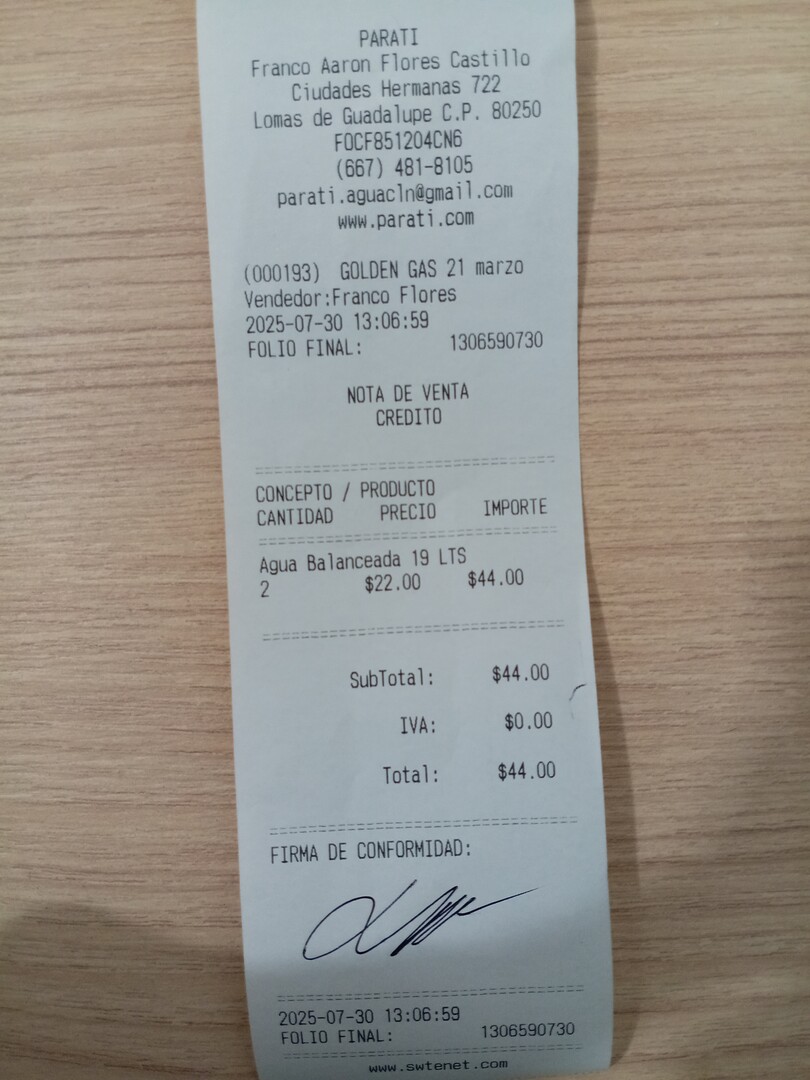 PARATI
Franco Aaron Flores Castillo
Ciudades Hermanas 722
Lomas de Guadalupe C.P. 80250
FOCF851204CN6
(667) 481-8105
parati.aguacln@gmail.com
www.parati.com
(000193) GOLDEN GAS 21 marzo
Vendedor:Franco Flores
2025-07-30 13:06:59
FOLIO FINAL: 1306590730
NOTA DE VENTA
CREDITO
CONCEPTO / PRODUCTO
CANTIDAD PRECIO IMPORTE
Agua Balanceada 19 LTS
2 $22.00 $44.00
SubTotal: $44.00
IVA: $0.00
Total: $44.00
FIRMA DE CONFORMIDAD:
2025-07-30 13:06:59
FOLIO FINAL: 1306590730
www.swtenet.com